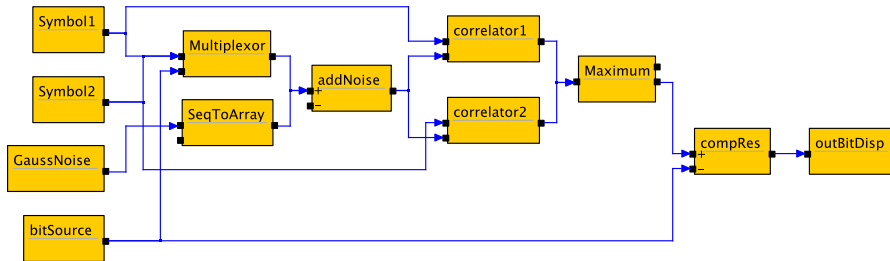 Symbol1
Multiplexor
correlator1
Maximum
addNoise
+
−
Symbol2
SeqToArray
correlator2
GaussNoise
compRes
+
−
outBitDisp
bitSource